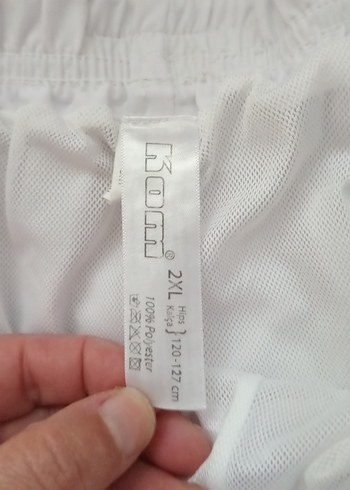 Kom®
2XL Hips
Kalça } 120-127 cm
100% Polyester